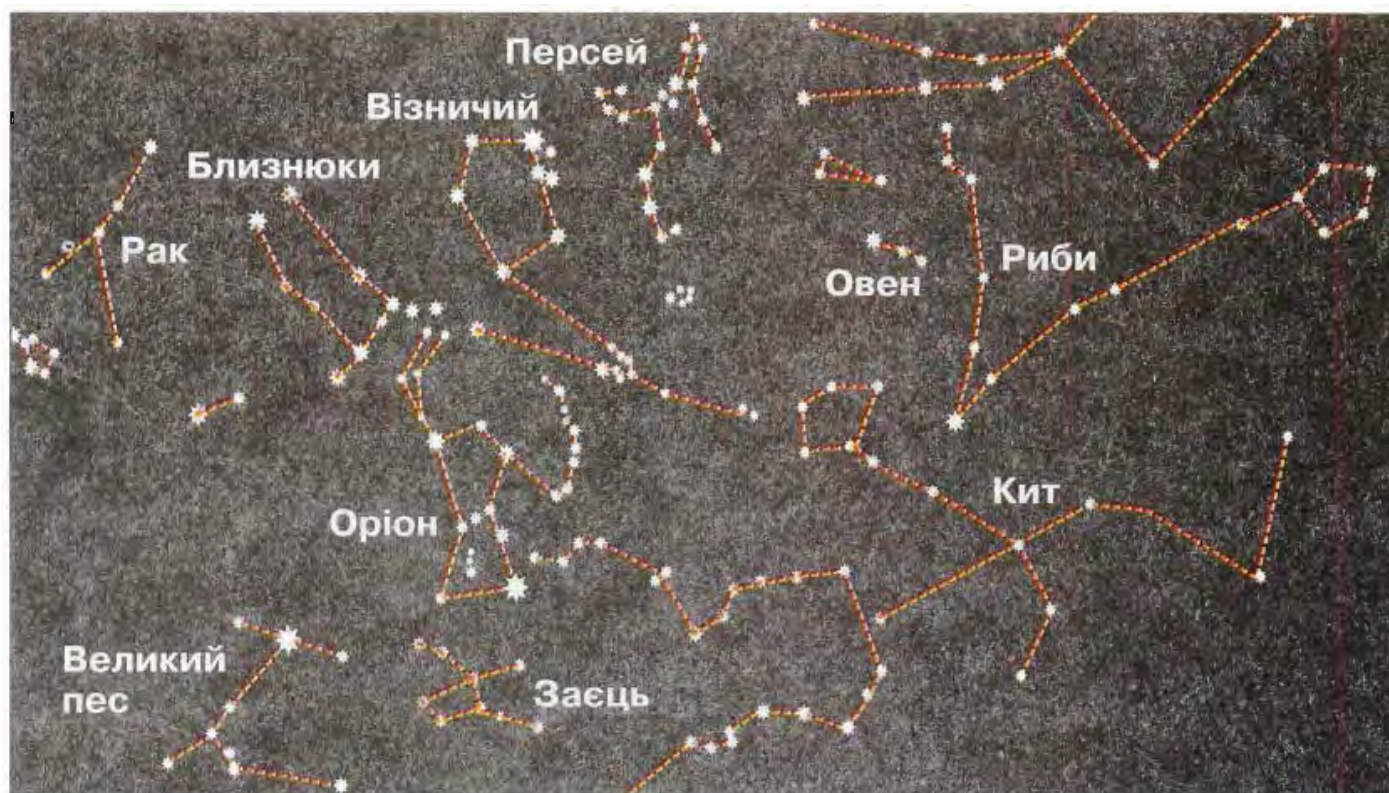 Персей
Візничий
Близнюки
Рак
Овен
Риби
Оріон
Кит
Великий
пес
Заєць